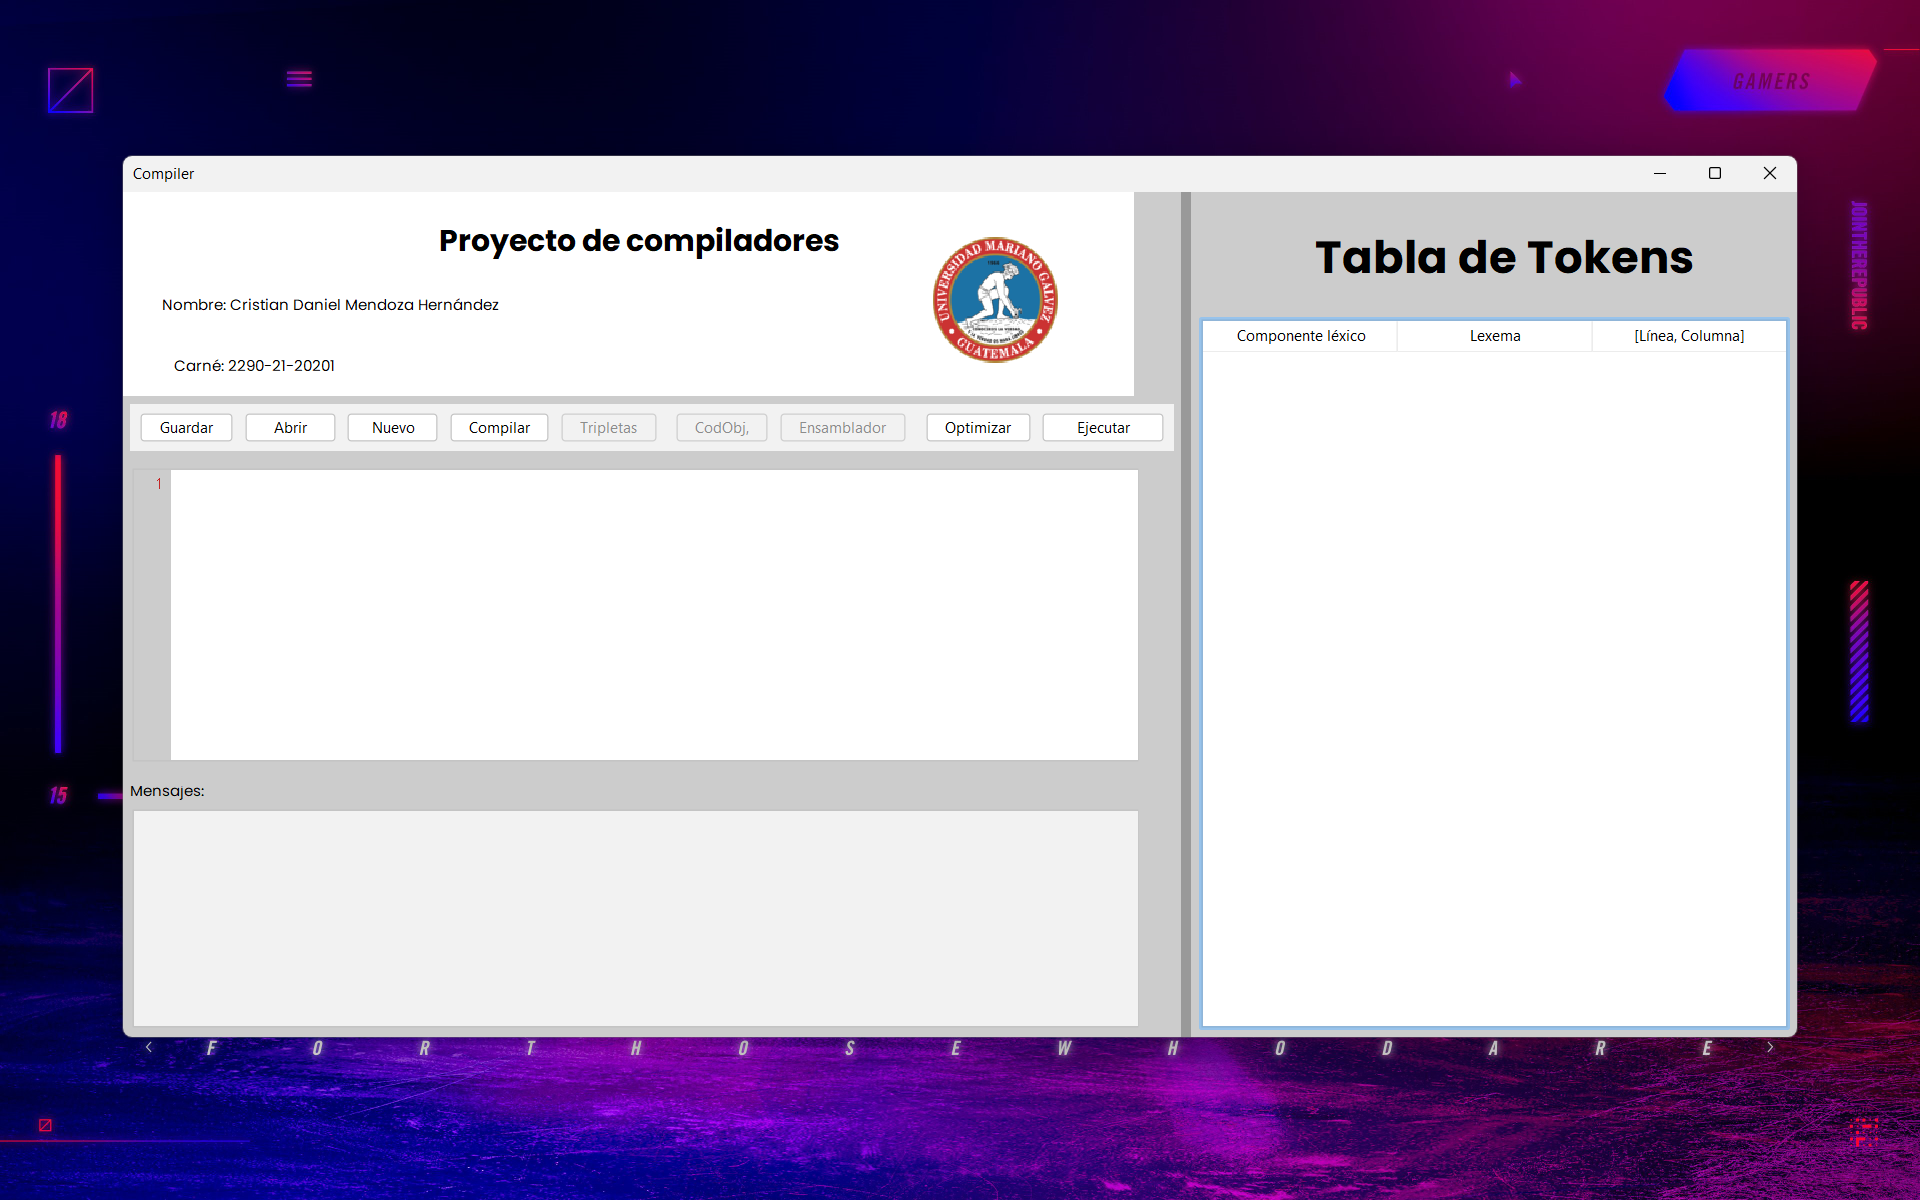 GAMERS
Compiler
Proyecto de compiladores
Nombre: Cristian Daniel Mendoza Hernández
Carné: 2290-21-20201
UNIVERSIDAD MARIANO GALVEZ
GUATEMALA
Guardar Abrir Nuevo Compilar Tripletas CodObj, Ensamblador Optimizar Ejecutar
1
Mensajes:
Tabla de Tokens
Componente léxico Lexema [Línea, Columna]
JOINTHEREPUBLIC
18
15
F O R T H O S E W H O D A R E